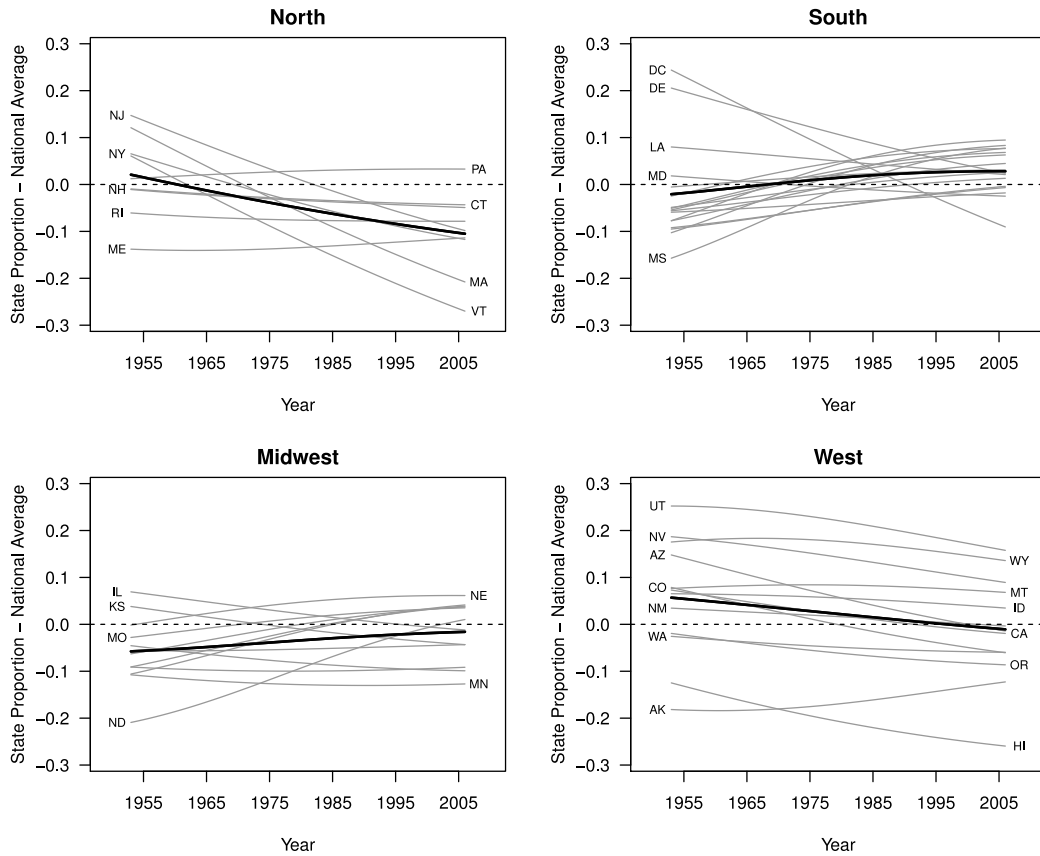 North
State Proportion – National Average
0.3
0.2
0.1
0.0
−0.1
−0.2
−0.3
NJ
NY
NH
RI
ME
PA
CT
MA
VT
1955 1965 1975 1985 1995 2005
Year
South
State Proportion – National Average
0.3
0.2
0.1
0.0
−0.1
−0.2
−0.3
DC
DE
LA
MD
MS
1955 1965 1975 1985 1995 2005
Year
Midwest
State Proportion – National Average
0.3
0.2
0.1
0.0
−0.1
−0.2
−0.3
IL
KS
MO
ND
NE
MN
1955 1965 1975 1985 1995 2005
Year
West
State Proportion – National Average
0.3
0.2
0.1
0.0
−0.1
−0.2
−0.3
UT
NV
AZ
CO
NM
WA
AK
WY
MT
ID
CA
OR
HI
1955 1965 1975 1985 1995 2005
Year